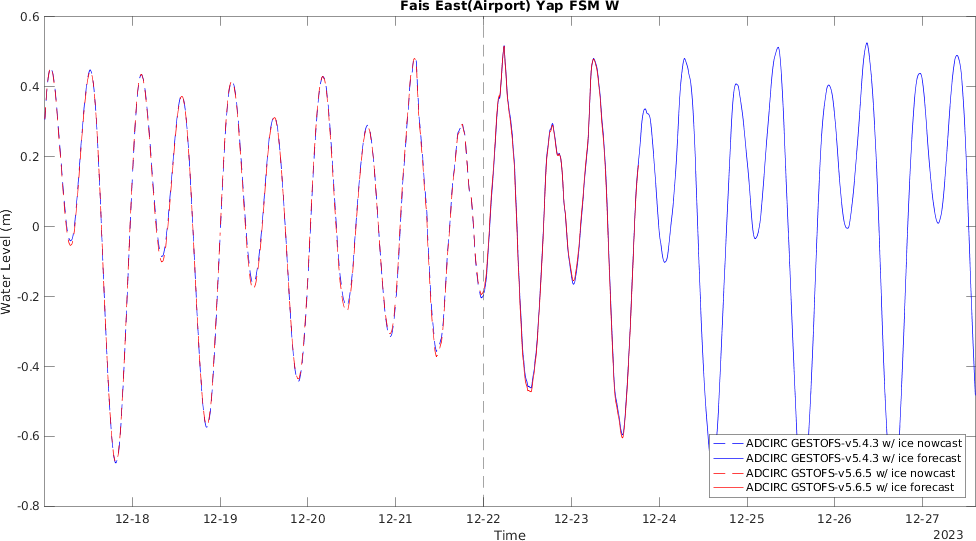 Fais East(Airport) Yap FSM W
0.6
0.4
0.2
0
-0.2
-0.4
-0.6
-0.8
Water Level (m)
ADCIRC GESTOFS-v5.4.3 w/ ice nowcast
ADCIRC GESTOFS-v5.4.3 w/ ice forecast
ADCIRC GSTOFS-v5.6.5 w/ ice nowcast
ADCIRC GSTOFS-v5.6.5 w/ ice forecast
12-18 12-19 12-20 12-21 12-22 12-23 12-24 12-25 12-26 12-27
Time
2023